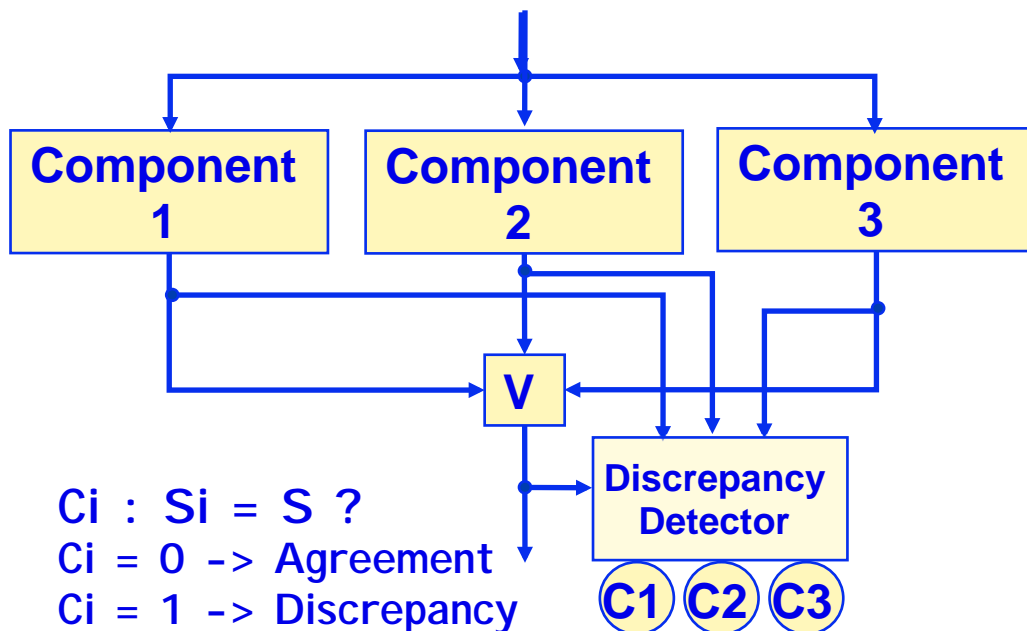 Component
1
Component
2
Component
3
V
Discrepancy
Detector
Ci : Si = S ?
Ci = 0 -> Agreement
Ci = 1 -> Discrepancy
C1 C2 C3